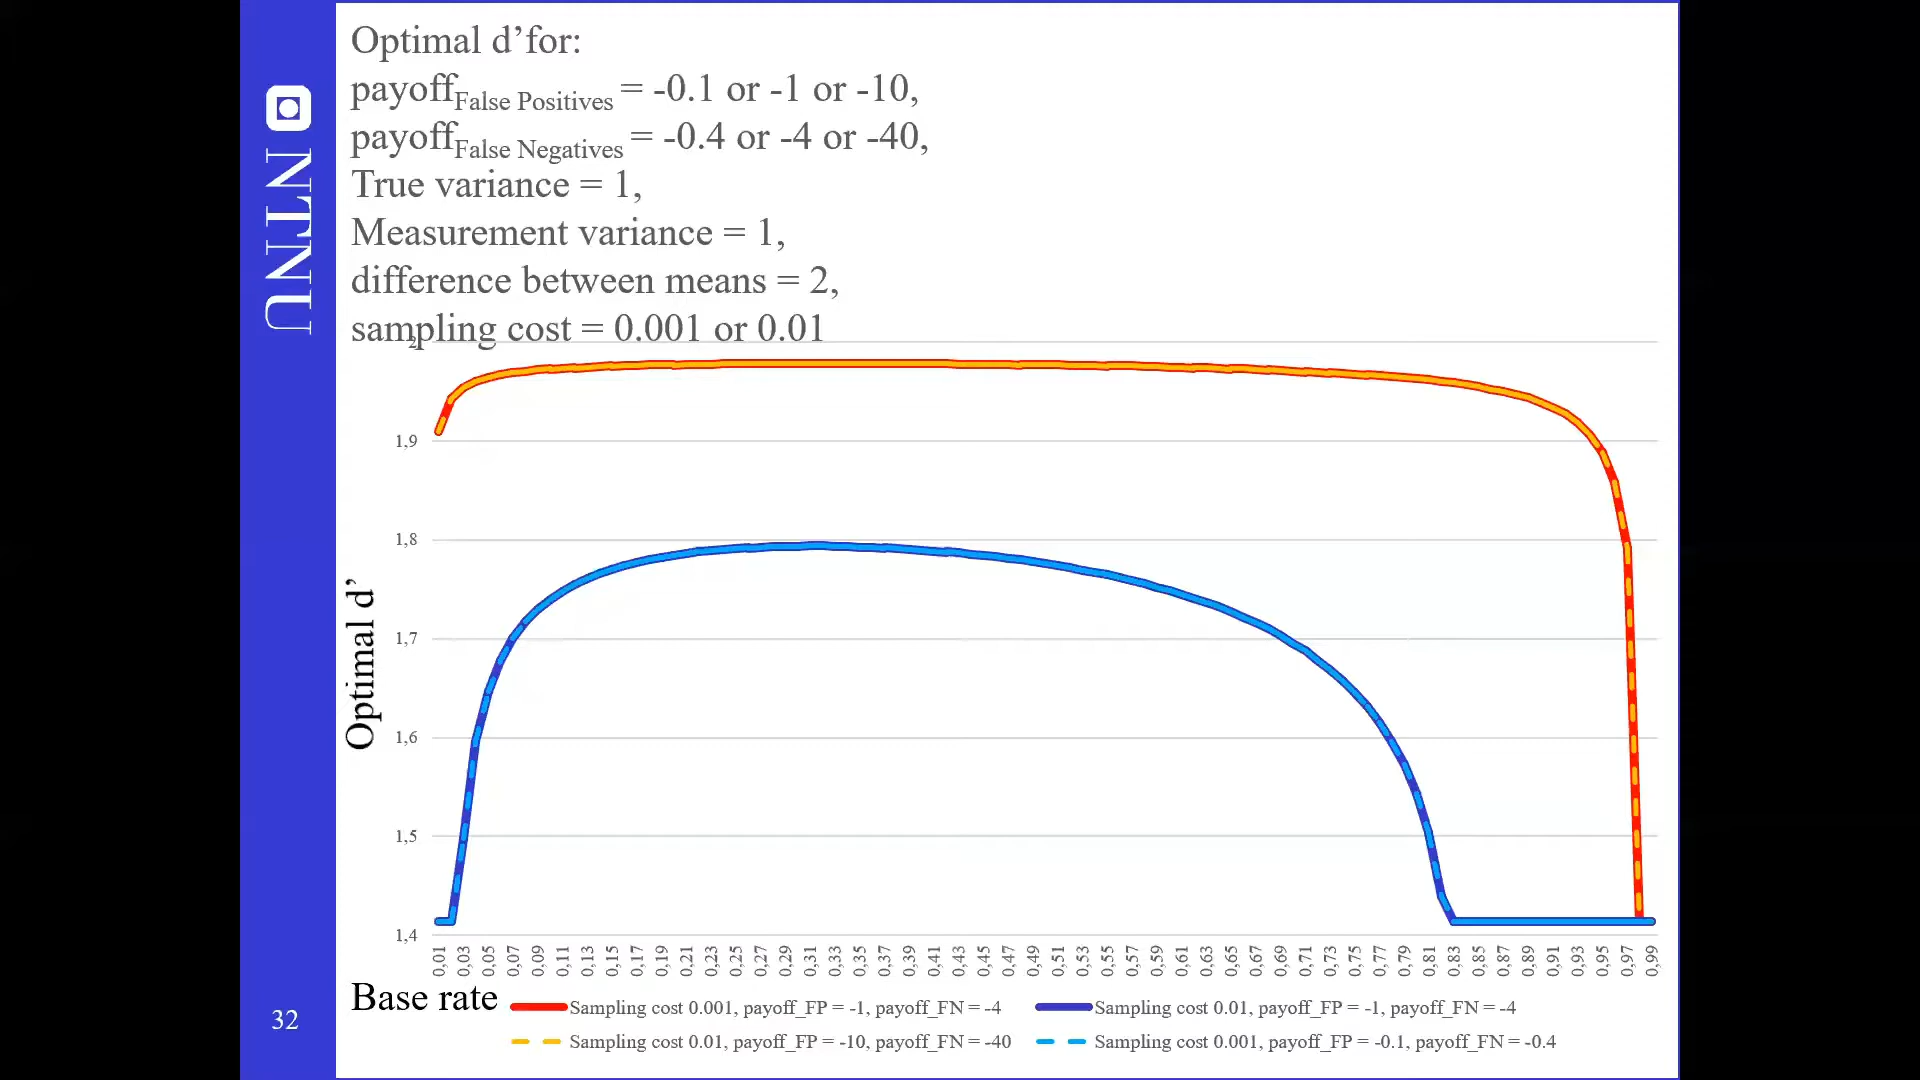 Optimal d’for:
payoffFalse Positives = -0.1 or -1 or -10,
payoffFalse Negatives = -0.4 or -4 or -40,
True variance = 1,
Measurement variance = 1,
difference between means = 2,
sampling cost = 0.001 or 0.01
NTNU
2
1,9
1,8
1,7
1,6
1,5
1,4
Optimal d’
0,01 0,03 0,05 0,07 0,09 0,11 0,13 0,15 0,17 0,19 0,21 0,23 0,25 0,27 0,29 0,31 0,33 0,35 0,37 0,39 0,41 0,43 0,45 0,47 0,49 0,51 0,53 0,55 0,57 0,59 0,61 0,63 0,65 0,67 0,69 0,71 0,73 0,75 0,77 0,79 0,81 0,83 0,85 0,87 0,89 0,91 0,93 0,95 0,97 0,99
Base rate
Sampling cost 0.001, payoff_FP = -1, payoff_FN = -4
Sampling cost 0.01, payoff_FP = -1, payoff_FN = -4
Sampling cost 0.01, payoff_FP = -10, payoff_FN = -40
Sampling cost 0.001, payoff_FP = -0.1, payoff_FN = -0.4
32